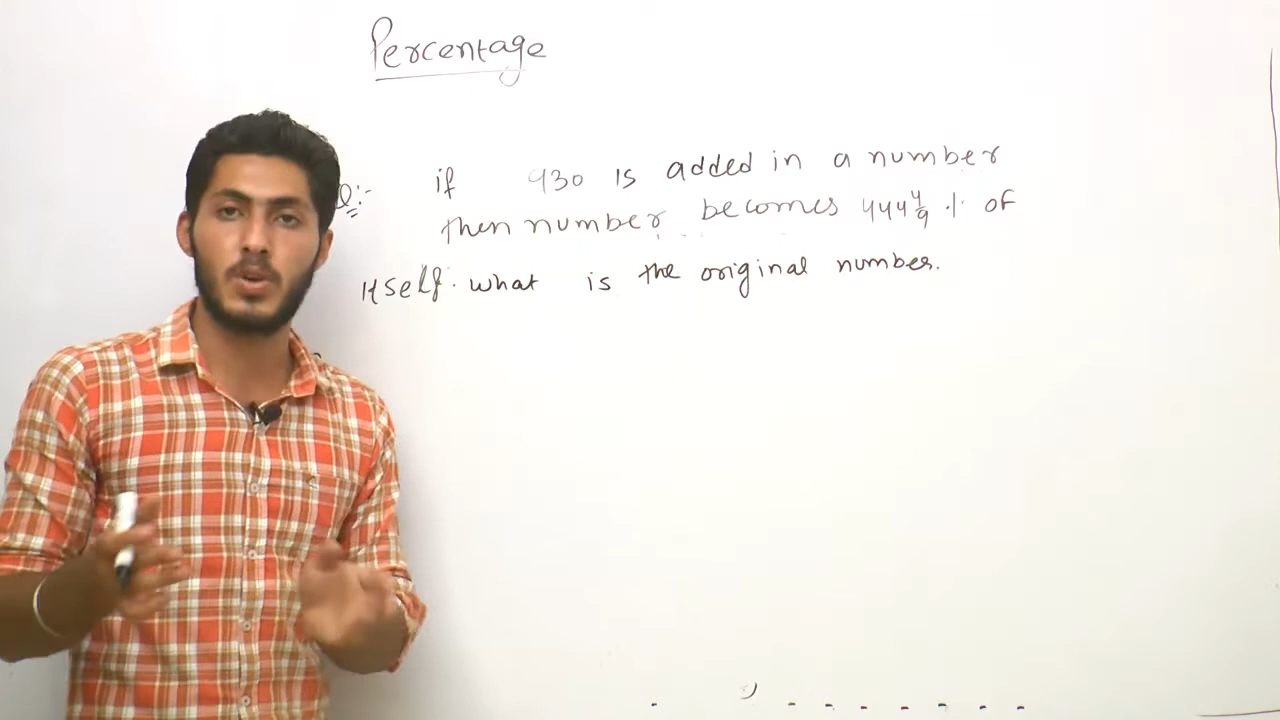 Percentage
Q:- if 930 is added in a number
then number becomes 444 4/9 % of
itself. what is the original number.